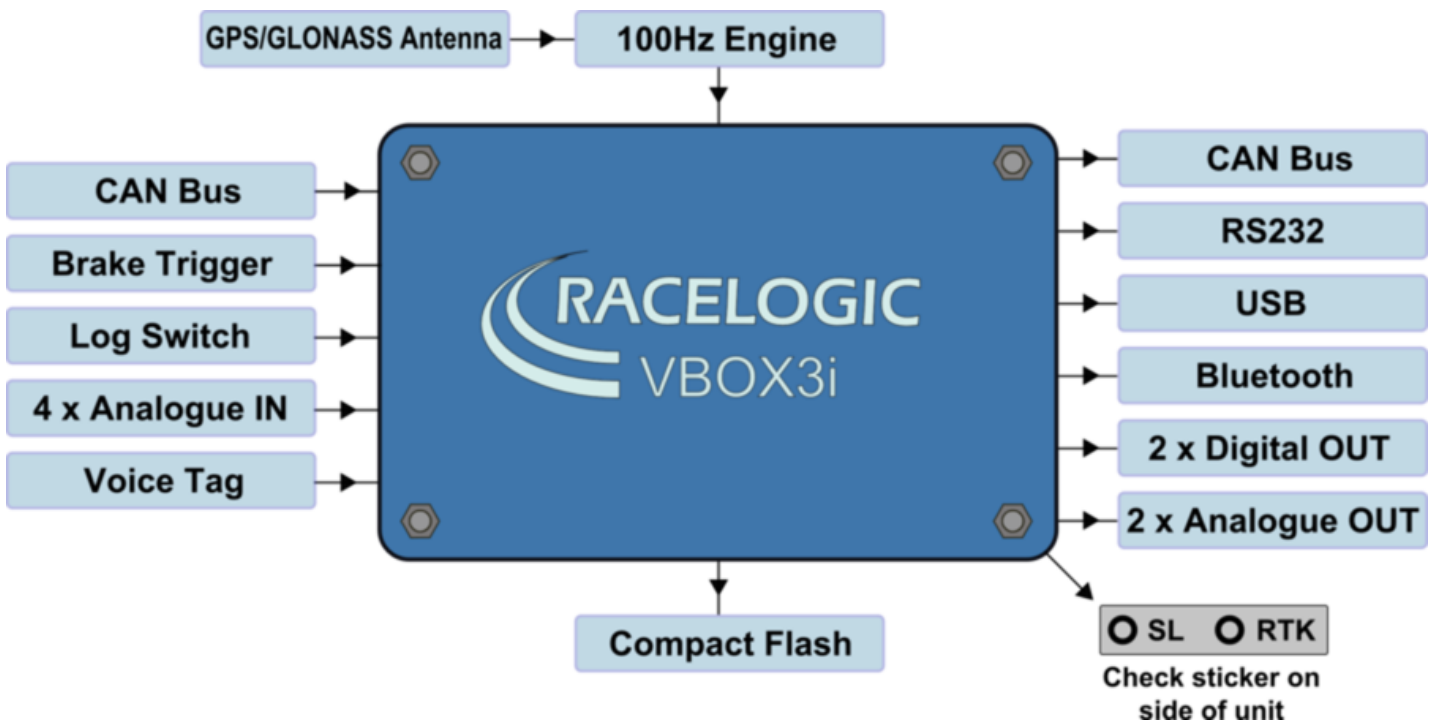 GPS/GLONASS Antenna
100Hz Engine
CAN Bus
Brake Trigger
Log Switch
4 x Analogue IN
Voice Tag
RACELOGIC
VBOX3i
CAN Bus
RS232
USB
Bluetooth
2 x Digital OUT
2 x Analogue OUT
Compact Flash
SL RTK
Check sticker on
side of unit